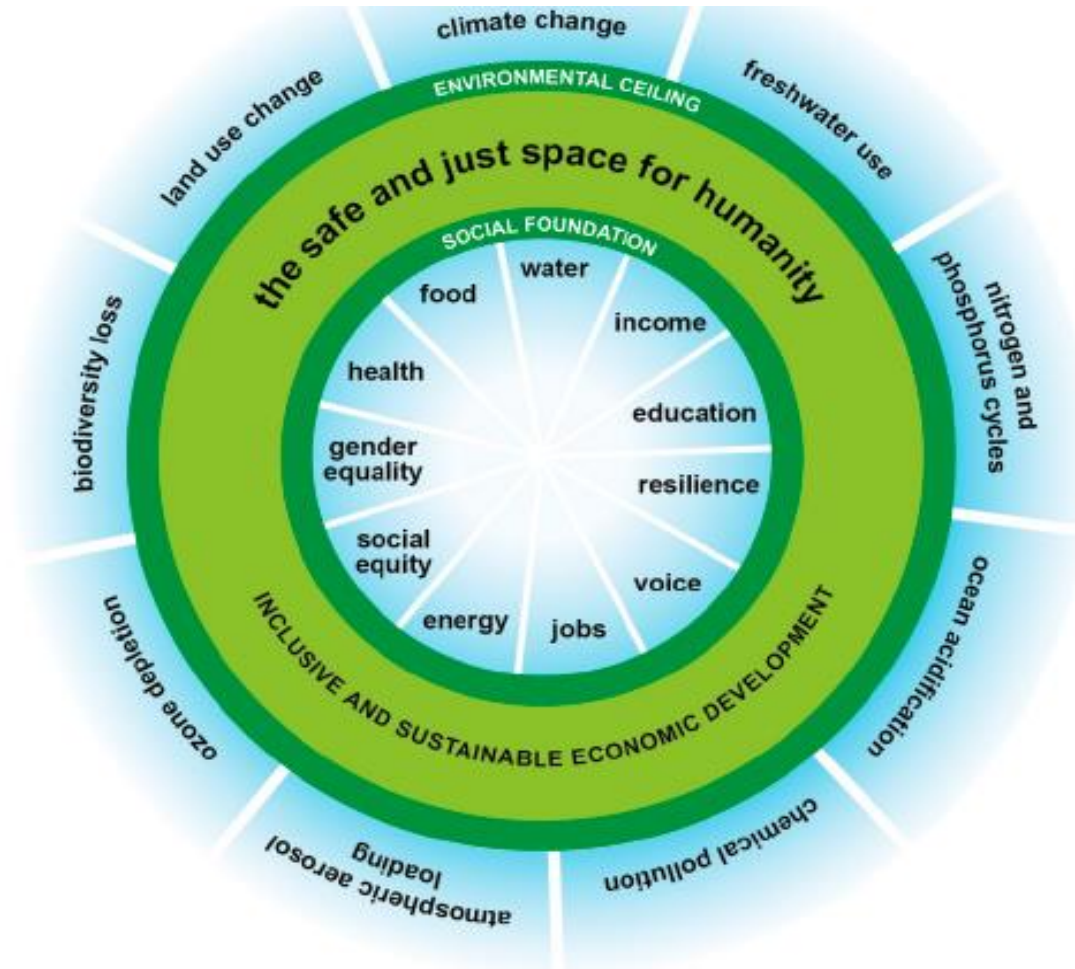 climate change
freshwater use
nitrogen and
phosphorus cycles
ocean acidification
chemical pollution
atmospheric aerosol
loading
ozone depletion
biodiversity loss
land use change
ENVIRONMENTAL CEILING
the safe and just space for humanity
SOCIAL FOUNDATION
water
income
education
resilience
voice
jobs
energy
social
equity
gender
equality
health
food
INCLUSIVE AND SUSTAINABLE ECONOMIC DEVELOPMENT